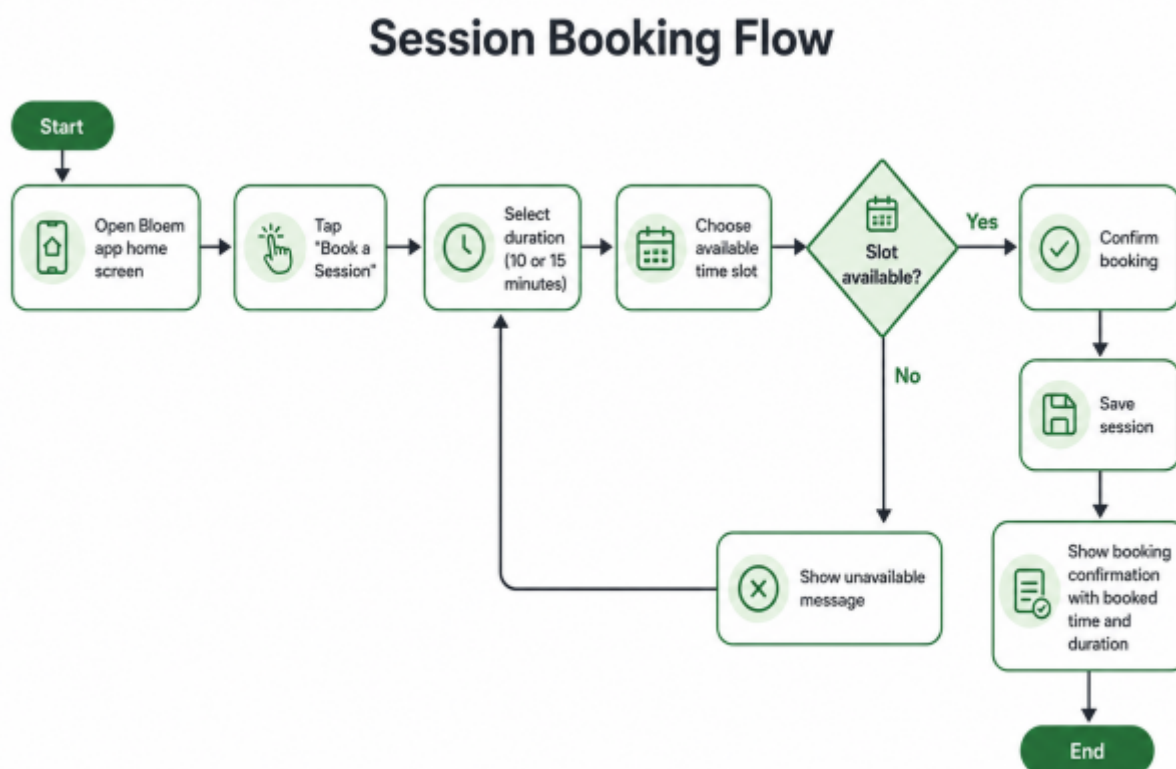 Session Booking Flow
Start
Open Bloem
app home
screen
Tap
"Book a
Session"
Select
duration
(10 or 15
minutes)
Choose
available
time slot
Slot
available?
Yes
Confirm
booking
No
Save
session
Show unavailable
message
Show booking
confirmation
with booked
time and
duration
End